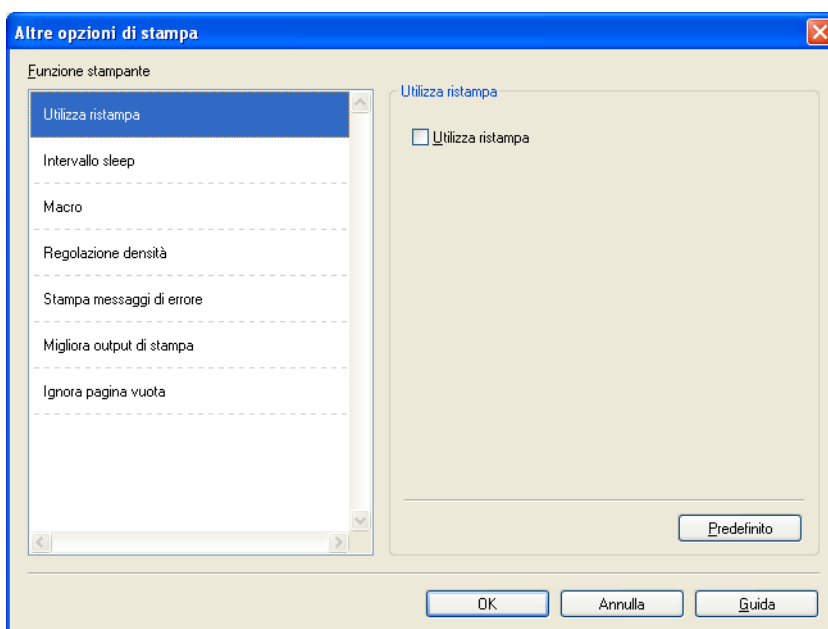 Altre opzioni di stampa
Funzione stampante
Utilizza ristampa
Intervallo sleep
Macro
Regolazione densità
Stampa messaggi di errore
Migliora output di stampa
Ignora pagina vuota
Utilizza ristampa
Utilizza ristampa
Predefinito
OK
Annulla
Guida